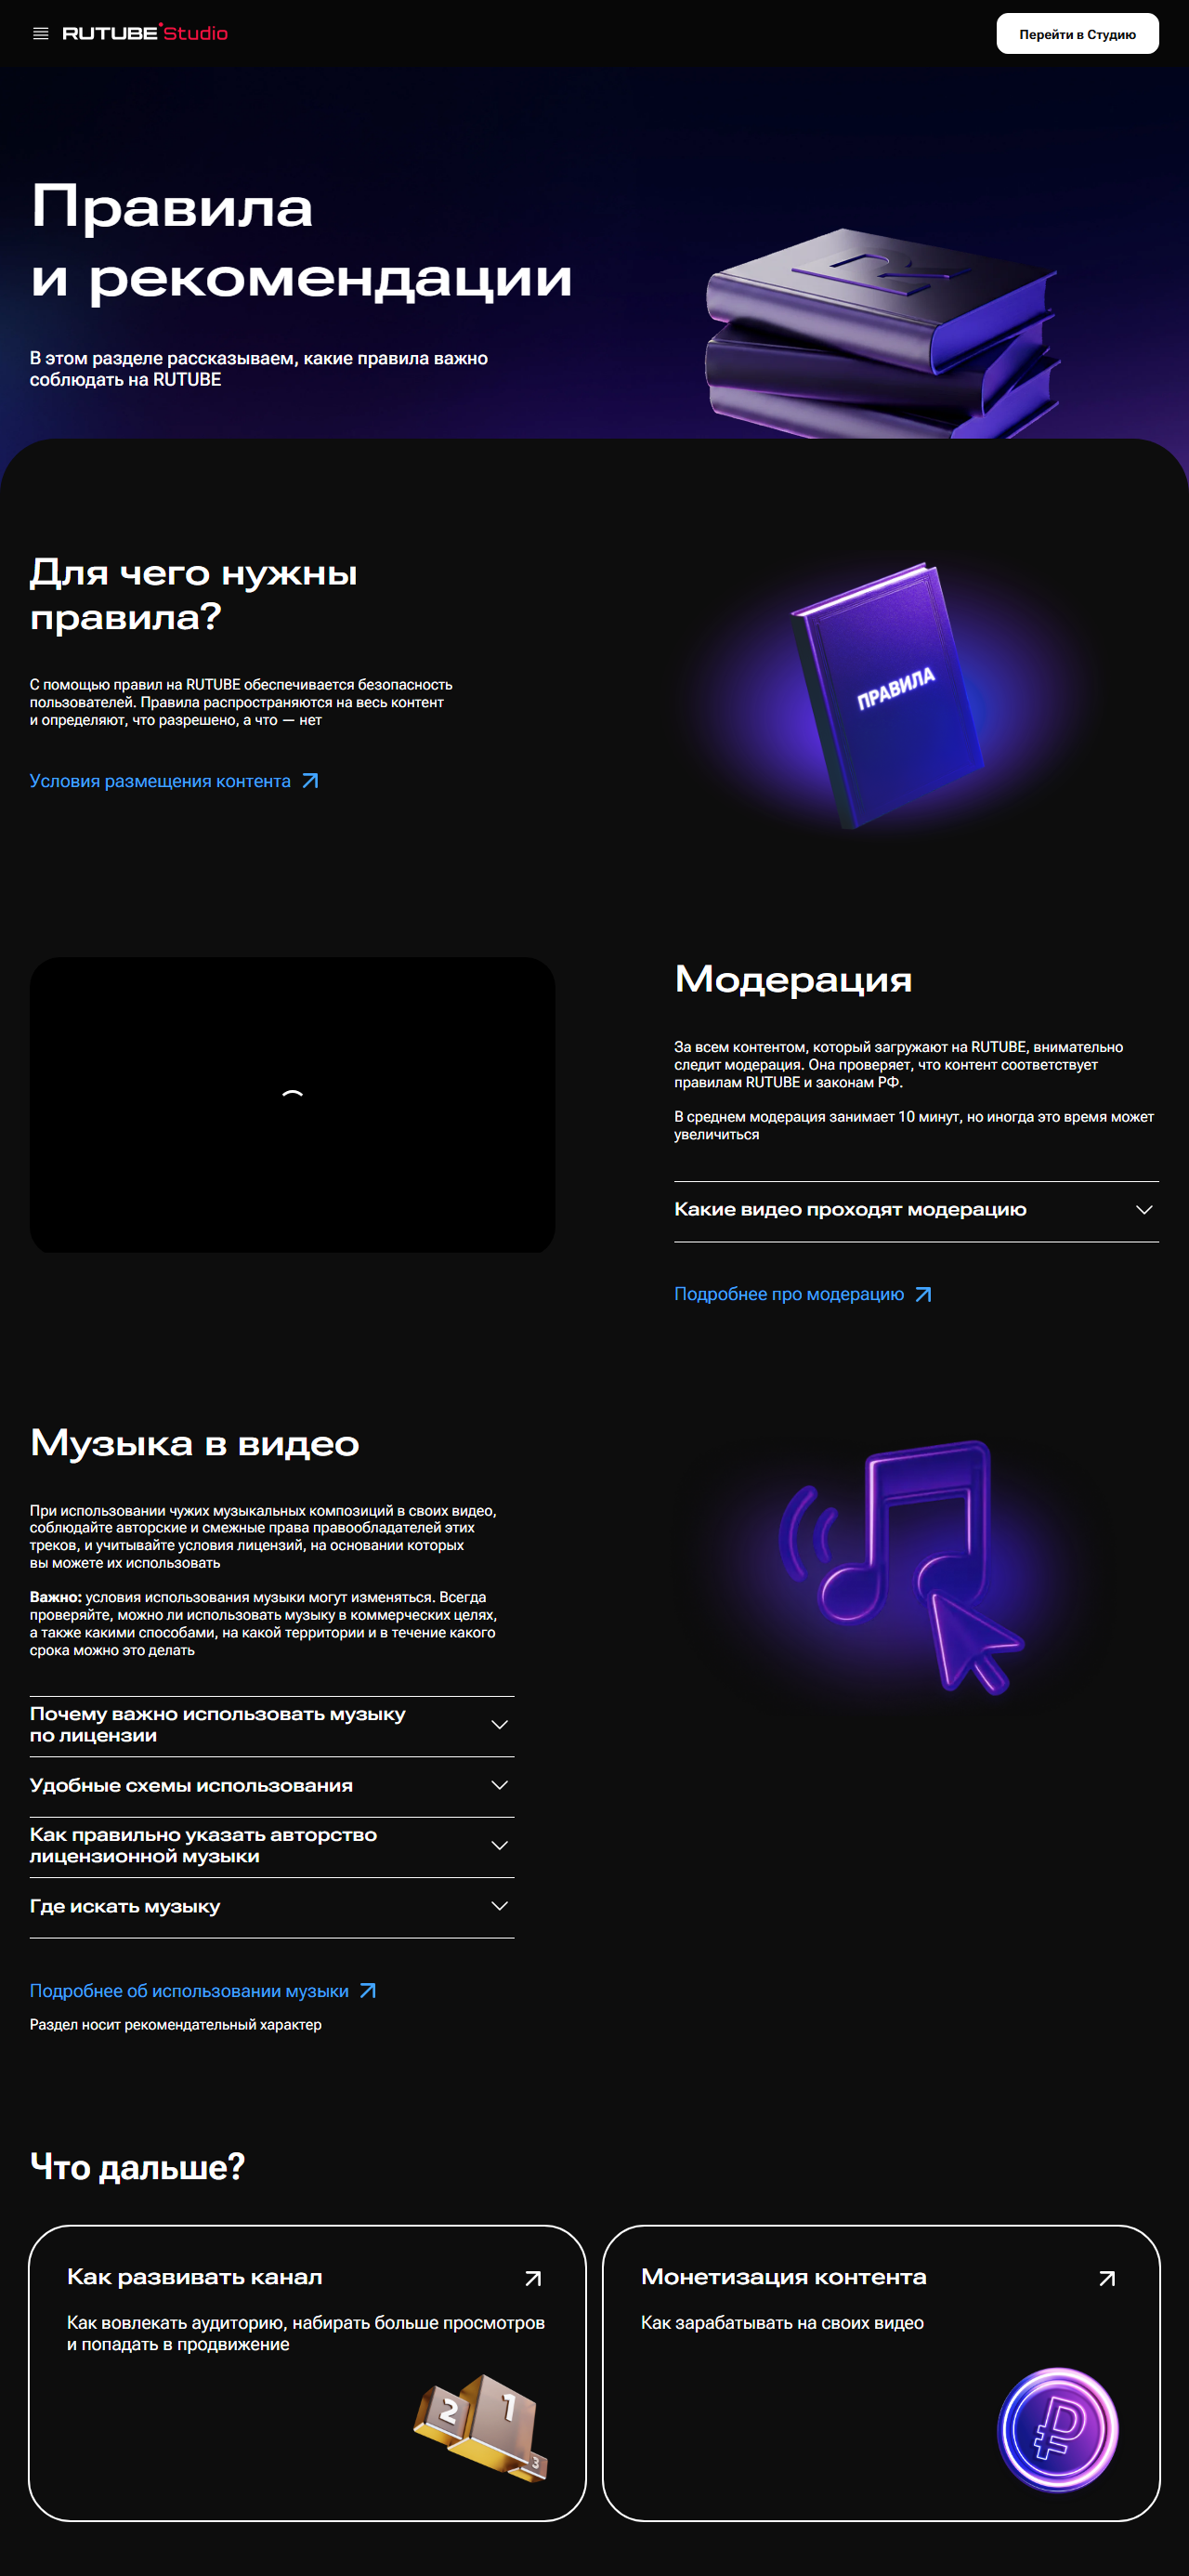 RUTUBE Studio
Перейти в Студию
Правила
и рекомендации
В этом разделе рассказываем, какие правила важно
соблюдать на RUTUBE
Для чего нужны
правила?
ПРАВИЛА
С помощью правил на RUTUBE обеспечивается безопасность
пользователей. Правила распространяются на весь контент
и определяют, что разрешено, а что — нет
Условия размещения контента
Модерация
За всем контентом, который загружают на RUTUBE, внимательно
следит модерация. Она проверяет, что контент соответствует
правилам RUTUBE и законам РФ.
В среднем модерация занимает 10 минут, но иногда это время может
увеличиться
Какие видео проходят модерацию
Подробнее про модерацию
Музыка в видео
При использовании чужих музыкальных композиций в своих видео,
соблюдайте авторские и смежные права правообладателей этих
треков, и учитывайте условия лицензий, на основании которых
вы можете их использовать
Важно: условия использования музыки могут изменяться. Всегда
проверяйте, можно ли использовать музыку в коммерческих целях,
а также какими способами, на какой территории и в течение какого
срока можно это делать
Почему важно использовать музыку
по лицензии
Удобные схемы использования
Как правильно указать авторство
лицензионной музыки
Где искать музыку
Подробнее об использовании музыки
Раздел носит рекомендательный характер
Что дальше?
Как развивать канал
Как вовлекать аудиторию, набирать больше просмотров
и попадать в продвижение
2 1 3
Монетизация контента
Как зарабатывать на своих видео
₽